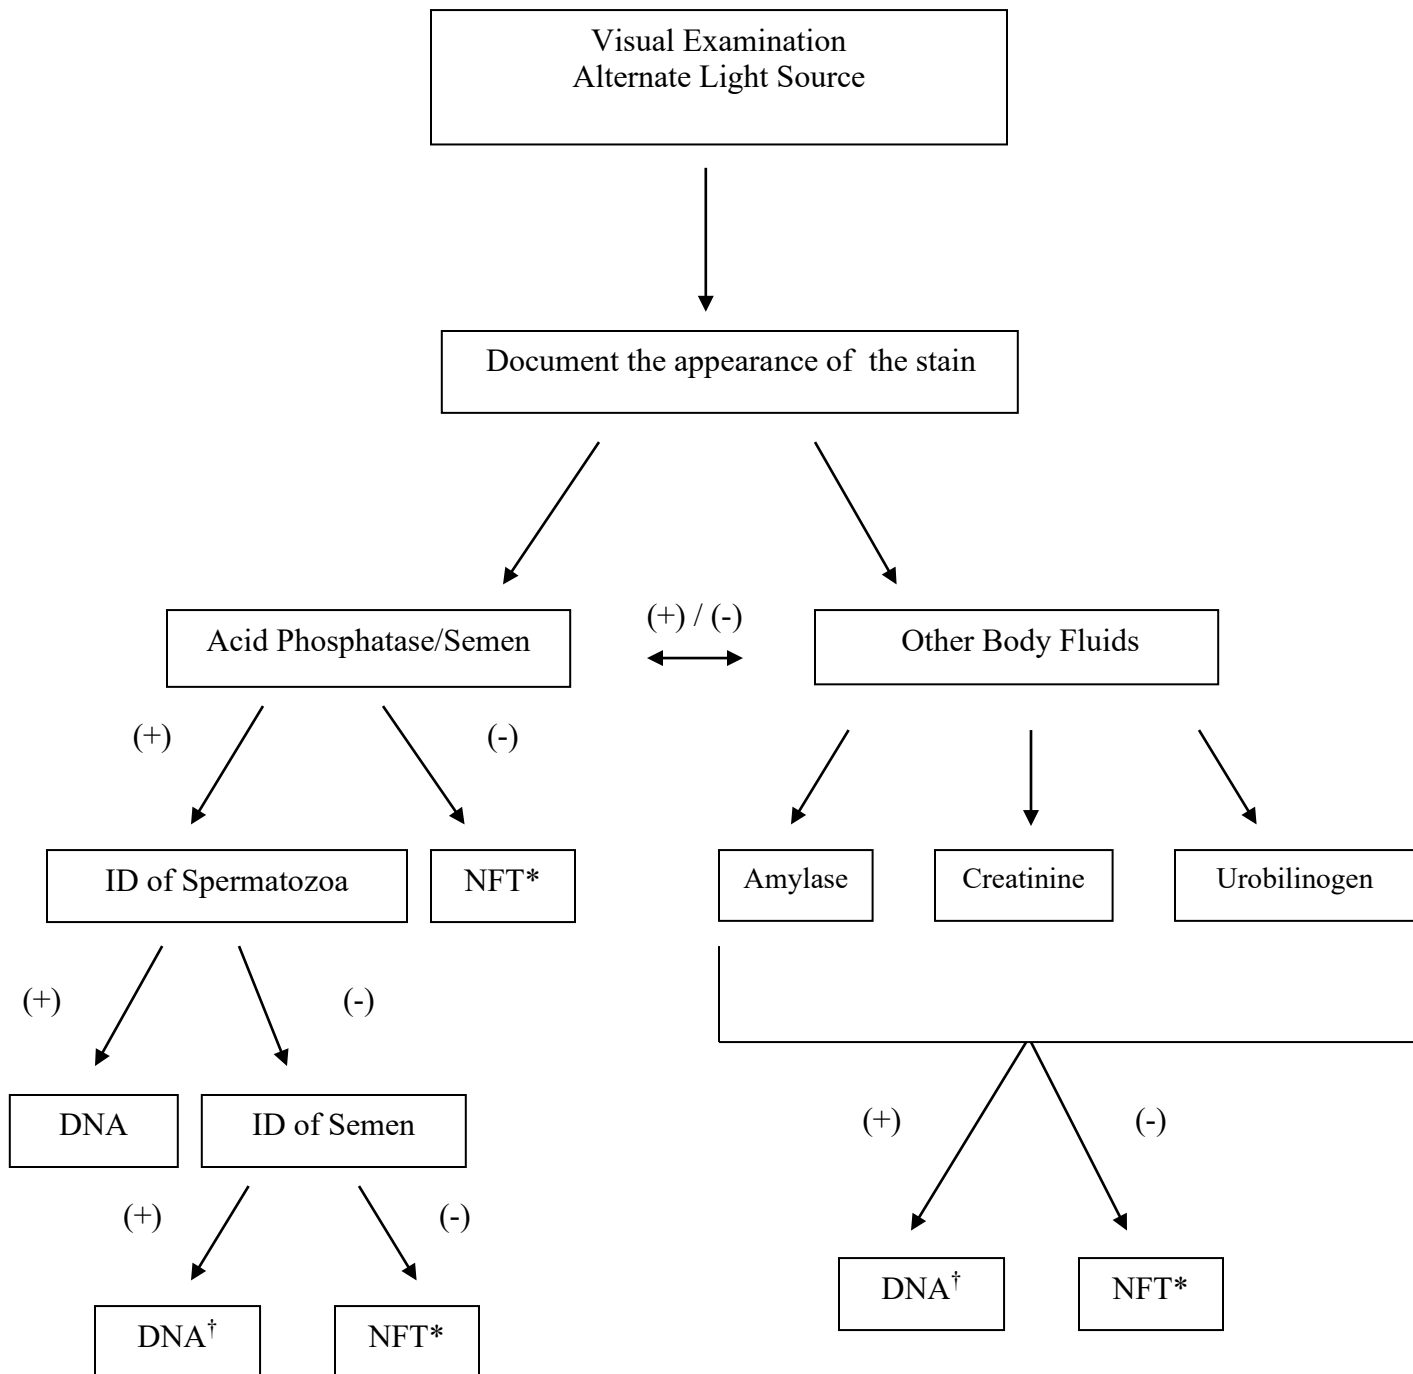 Visual Examination
Alternate Light Source
Document the appearance of  the stain
(+) / (-)
Acid Phosphatase/Semen
Other Body Fluids
(+)
(-)
ID of Spermatozoa
NFT*
Amylase
Creatinine
Urobilinogen
(+)
(-)
DNA
ID of Semen
(+)
(-)
(+)
(-)
DNA†
NFT*
DNA†
NFT*